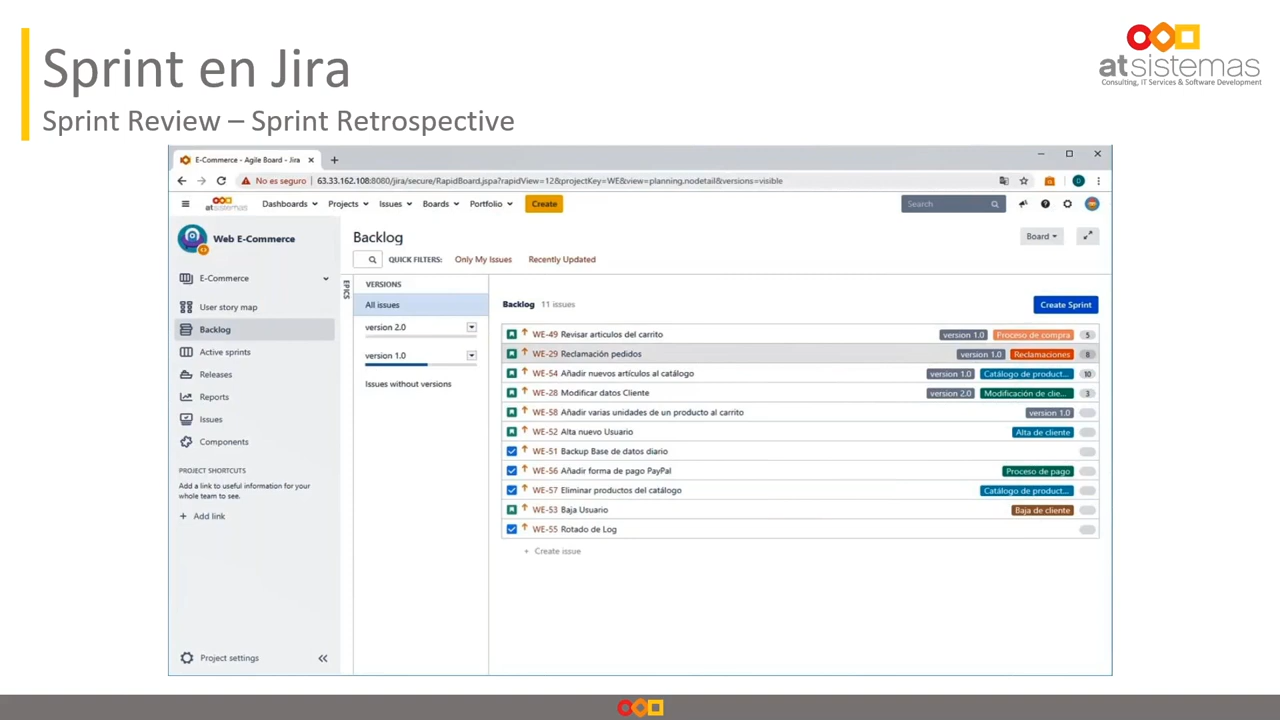 Sprint en Jira
Sprint Review – Sprint Retrospective
atsistemas
Consulting, IT Services & Software Development
E-Commerce - Agile Board - Jira
No es seguro 63.33.162.108:8080/jira/secure/RapidBoard.jspa?rapidView=12&projectKey=WE&view=planning.nodetail&versions=visible
atsistemas Dashboards Projects Issues Boards Portfolio Create Search
Web E-Commerce
E-Commerce
User story map
Backlog
Active sprints
Releases
Reports
Issues
Components
PROJECT SHORTCUTS
Add a link to useful information for your
whole team to see.
+ Add link
Project settings
Backlog
Board
QUICK FILTERS: Only My Issues Recently Updated
EPICS
VERSIONS
All issues
version 2.0
version 1.0
Issues without versions
Backlog 11 issues
Create Sprint
WE-49 Revisar artículos del carrito version 1.0 Proceso de compra 5
WE-29 Reclamación pedidos version 1.0 Reclamaciones 8
WE-54 Añadir nuevos artículos al catálogo version 1.0 Catálogo de product... 10
WE-28 Modificar datos Cliente version 2.0 Modificación de clie... 3
WE-58 Añadir varias unidades de un producto al carrito version 1.0
WE-52 Alta nuevo Usuario Alta de cliente
WE-51 Backup Base de datos diario
WE-56 Añadir forma de pago PayPal Proceso de pago
WE-57 Eliminar productos del catálogo Catálogo de product...
WE-53 Baja Usuario Baja de cliente
WE-55 Rotado de Log
+ Create issue